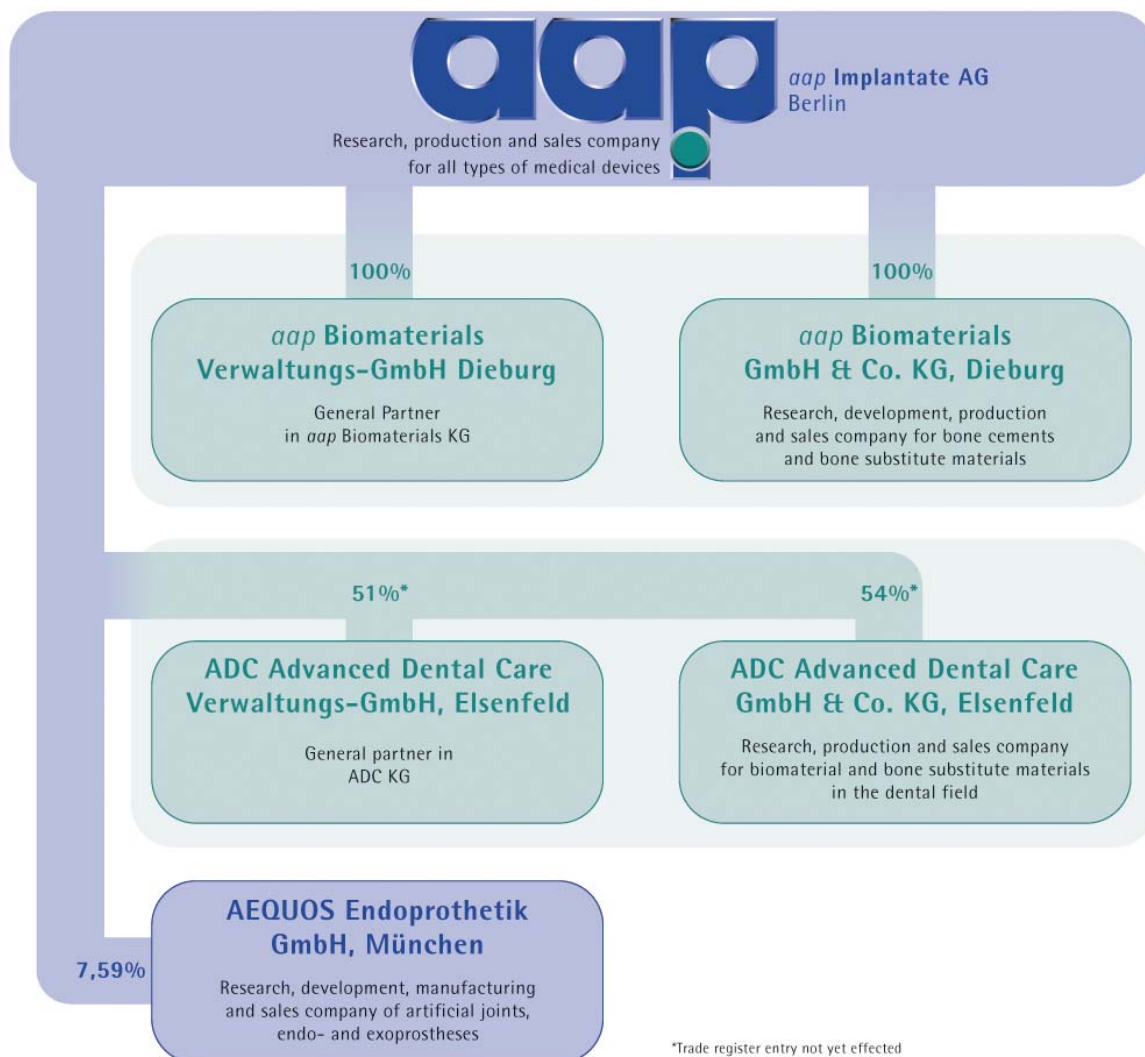 aap
aap Implantate AG
Berlin
Research, production and sales company
for all types of medical devices
100%
100%
aap Biomaterials
Verwaltungs-GmbH Dieburg
General Partner
in aap Biomaterials KG
aap Biomaterials
GmbH & Co. KG, Dieburg
Research, development, production
and sales company for bone cements
and bone substitute materials
51%*
54%*
ADC Advanced Dental Care
Verwaltungs-GmbH, Elsenfeld
General partner in
ADC KG
ADC Advanced Dental Care
GmbH & Co. KG, Elsenfeld
Research, production and sales company
for biomaterial and bone substitute materials
in the dental field
7,59%
AEQUOS Endoprothetik
GmbH, München
Research, development, manufacturing
and sales company of artificial joints,
endo- and exoprostheses
*Trade register entry not yet effected